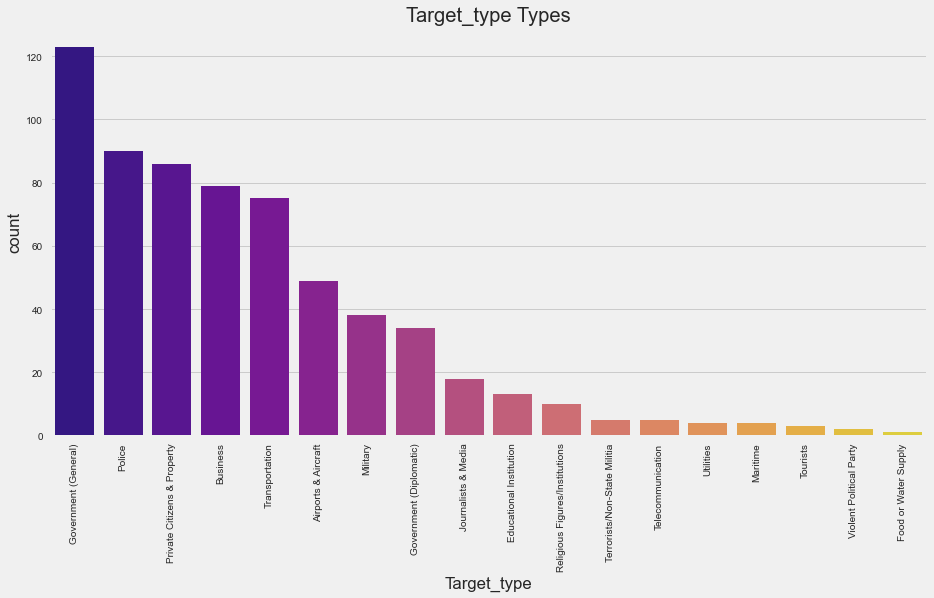 Target_type Types
count
120
100
80
60
40
20
0
Government (General)
Police
Private Citizens & Property
Business
Transportation
Airports & Aircraft
Military
Government (Diplomatic)
Journalists & Media
Educational Institution
Religious Figures/Institutions
Terrorists/Non-State Militia
Telecommunication
Utilities
Maritime
Tourists
Violent Political Party
Food or Water Supply
Target_type